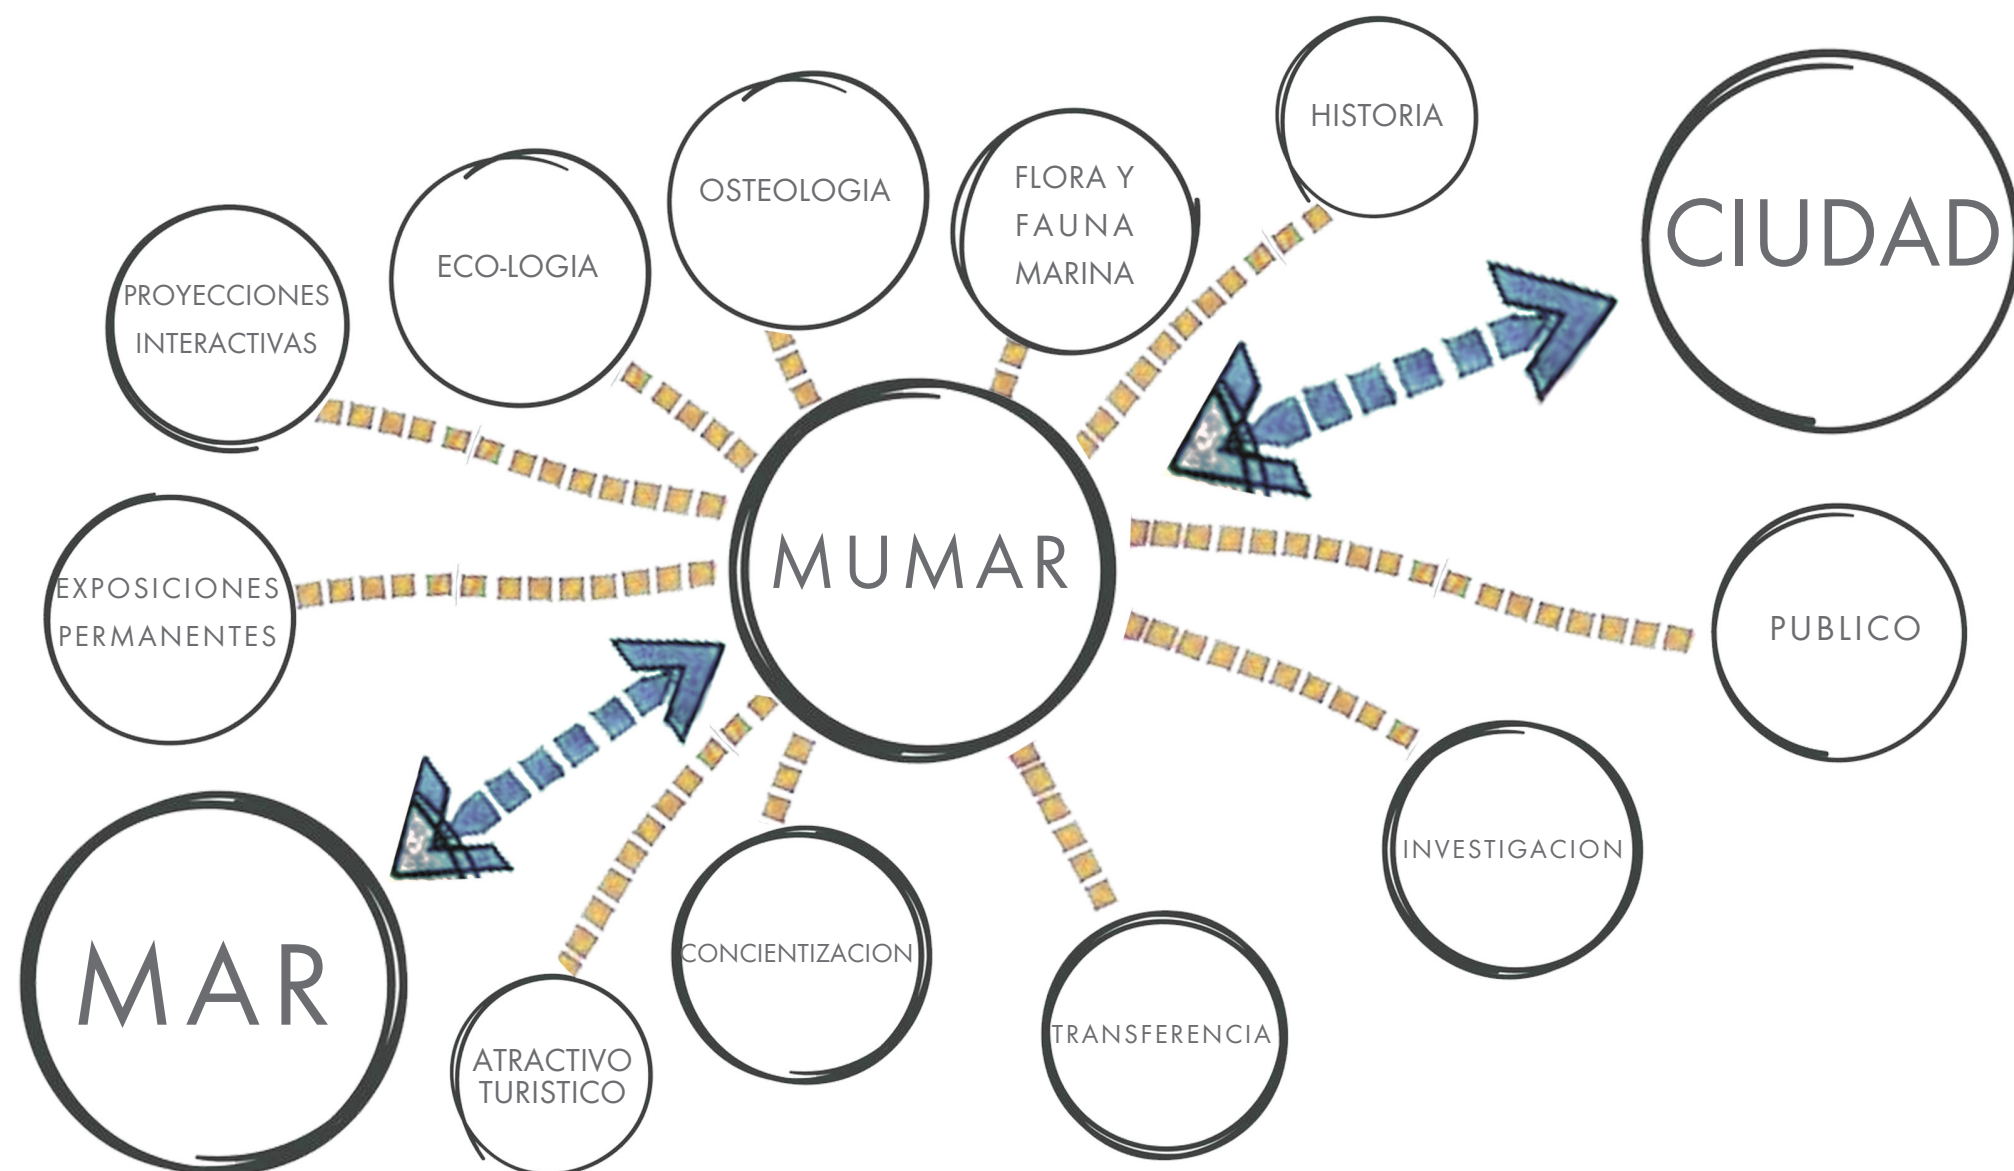 HISTORIA
CIUDAD
OSTEOLOGIA
FLORA Y
FAUNA
MARINA
ECO-LOGIA
PROYECCIONES
INTERACTIVAS
MUMAR
EXPOSICIONES
PERMANENTES
PUBLICO
INVESTIGACION
MAR
CONCIENTIZACION
TRANSFERENCIA
ATRACTIVO
TURISTICO